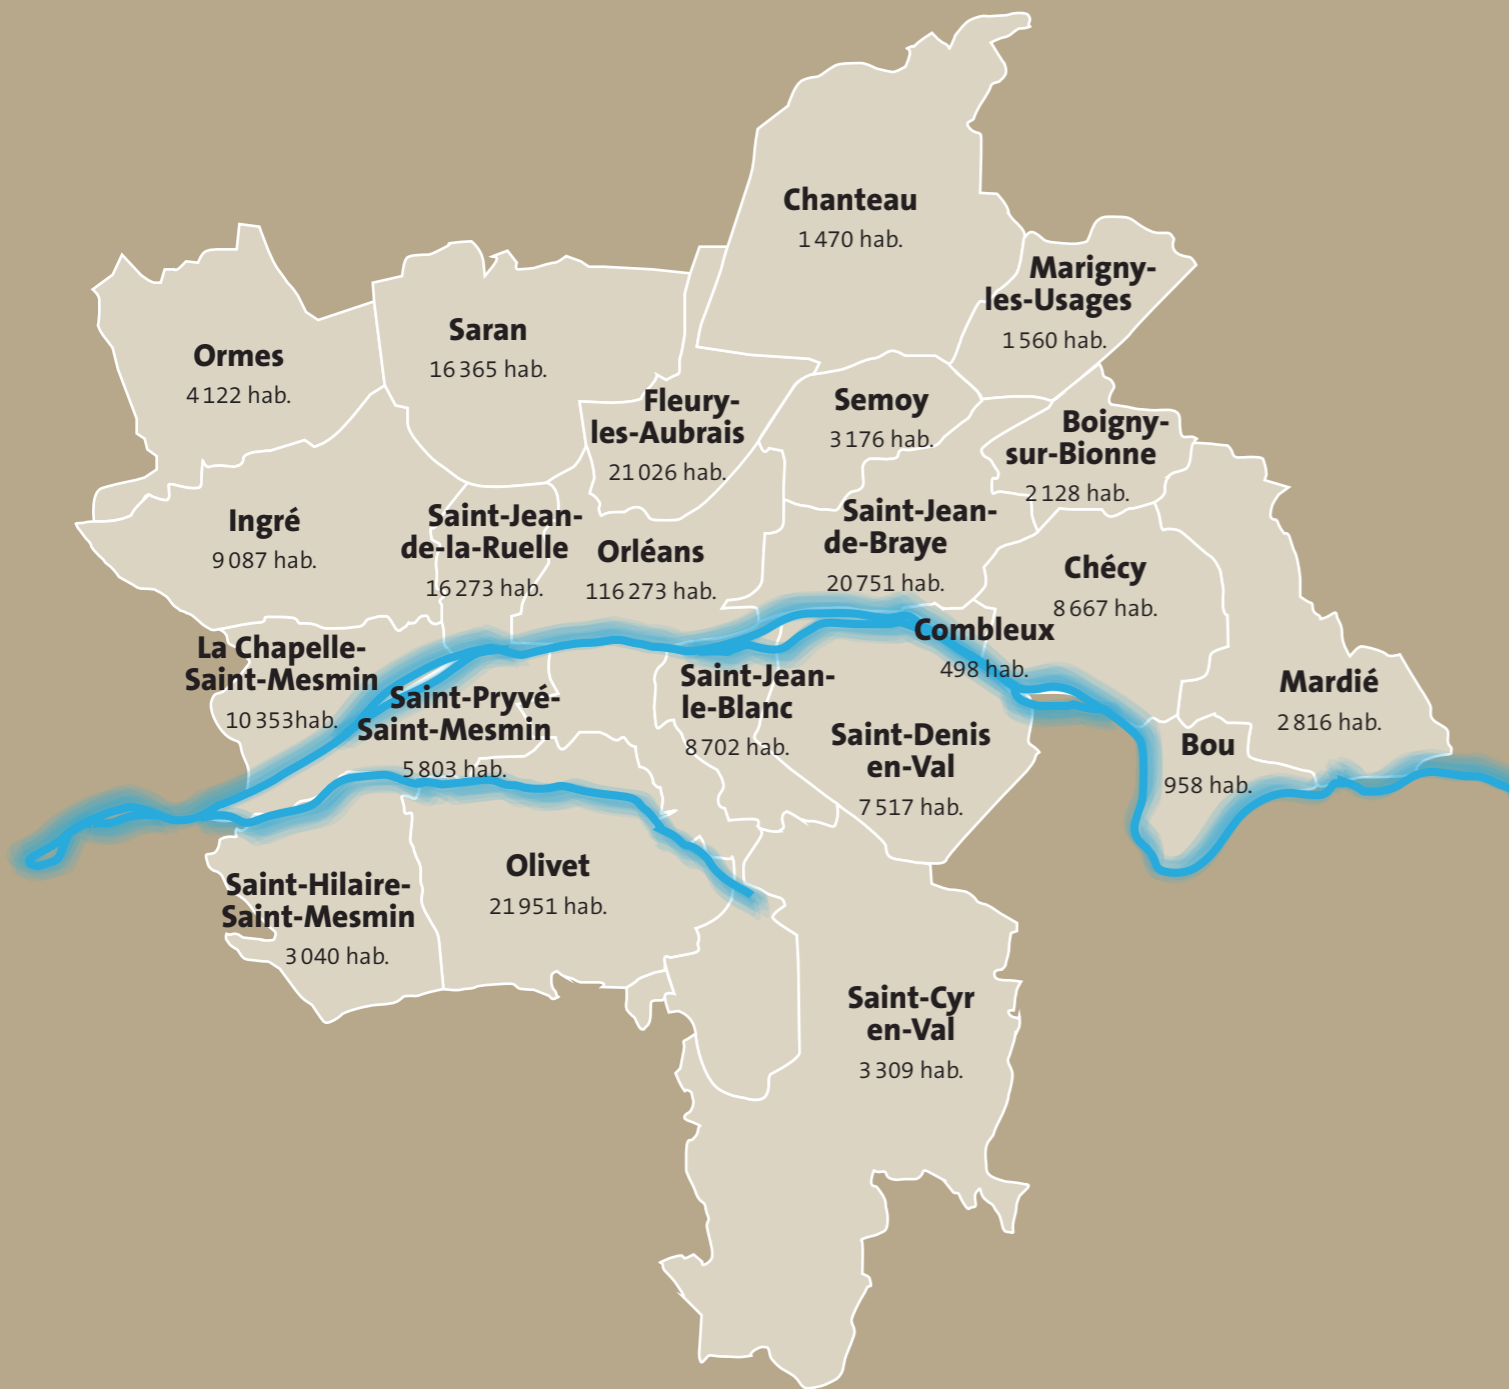 Chanteau
1 470 hab.
Marigny-
les-Usages
1 560 hab.
Saran
16 365 hab.
Ormes
4 122 hab.
Fleury-
les-Aubrais
21 026 hab.
Semoy
3 176 hab.
Boigny-
sur-Bionne
2 128 hab.
Ingré
9 087 hab.
Saint-Jean-
de-la-Ruelle
16 273 hab.
Orléans
116 273 hab.
Saint-Jean-
de-Braye
20 751 hab.
Chécy
8 667 hab.
La Chapelle-
Saint-Mesmin
10 353hab.
Saint-Pryvé-
Saint-Mesmin
5 803 hab.
Saint-Jean-
le-Blanc
8 702 hab.
Combleux
498 hab.
Saint-Denis
en-Val
7 517 hab.
Mardié
2 816 hab.
Bou
958 hab.
Saint-Hilaire-
Saint-Mesmin
3 040 hab.
Olivet
21 951 hab.
Saint-Cyr
en-Val
3 309 hab.